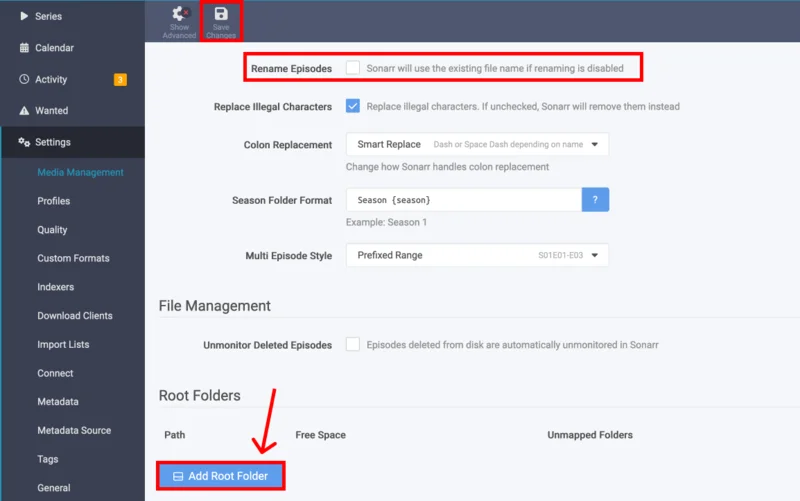 Series
Calendar
Activity 3
Wanted
Settings
Media Management
Profiles
Quality
Custom Formats
Indexers
Download Clients
Import Lists
Connect
Metadata
Metadata Source
Tags
General
Show
Advanced
Save
Changes
Rename Episodes Sonarr will use the existing file name if renaming is disabled
Replace Illegal Characters Replace illegal characters. If unchecked, Sonarr will remove them instead
Colon Replacement Smart Replace Dash or Space Dash depending on name
Change how Sonarr handles colon replacement
Season Folder Format Season {season} ?
Example: Season 1
Multi Episode Style Prefixed Range S01E01-E03
File Management
Unmonitor Deleted Episodes Episodes deleted from disk are automatically unmonitored in Sonarr
Root Folders
Path Free Space Unmapped Folders
Add Root Folder